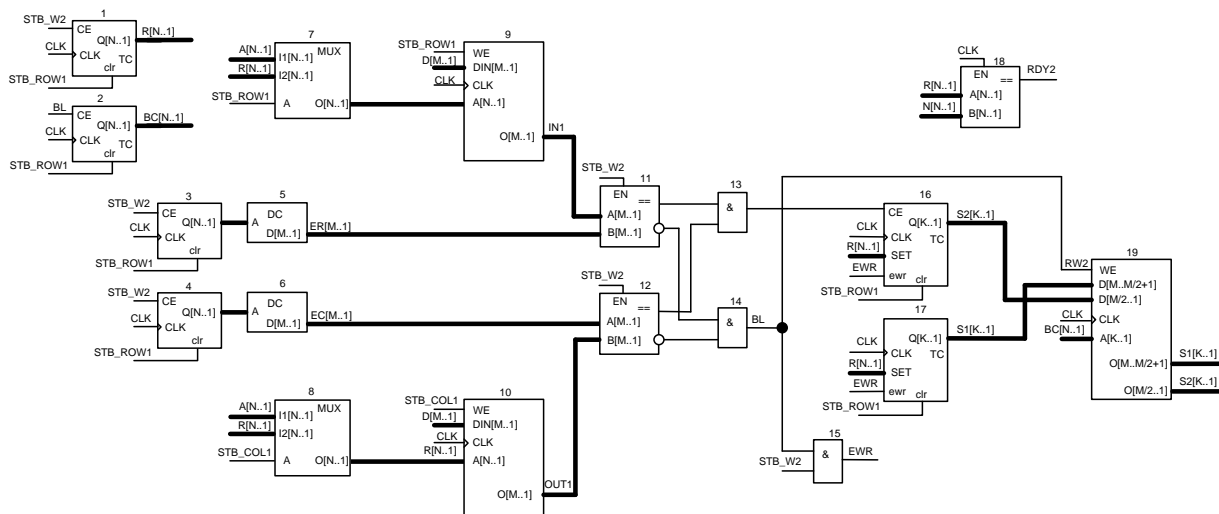 1
STB_W2
CE
Q[N..1]
R[N..1]
CLK
CLK
TC
clr
STB_ROW1
2
BL
CE
Q[N..1]
BC[N..1]
CLK
CLK
TC
clr
STB_ROW1
3
STB_W2
CE
Q[N..1]
CLK
CLK
clr
STB_ROW1
4
STB_W2
CE
Q[N..1]
CLK
CLK
clr
STB_ROW1
5
DC
A
D[M..1]
ER[M..1]
6
DC
A
D[M..1]
EC[M..1]
7
MUX
A[N..1]
I1[N..1]
R[N..1]
I2[N..1]
STB_ROW1
A
O[N..1]
8
MUX
A[N..1]
I1[N..1]
R[N..1]
I2[N..1]
STB_COL1
A
O[N..1]
9
STB_ROW1
WE
D[M..1]
DIN[M..1]
CLK
CLK
A[N..1]
O[M..1]
IN1
10
STB_COL1
WE
D[M..1]
DIN[M..1]
CLK
CLK
R[N..1]
A[N..1]
O[M..1]
OUT1
STB_W2
11
EN
==
A[M..1]
B[M..1]
STB_W2
12
EN
==
A[M..1]
B[M..1]
13
&
14
&
BL
15
&
STB_W2
EWR
16
CE
Q[K..1]
S2[K..1]
CLK
CLK
TC
R[N..1]
SET
EWR
ewr
clr
STB_ROW1
17
Q[K..1]
S1[K..1]
CLK
CLK
TC
R[N..1]
SET
EWR
ewr
clr
STB_ROW1
CLK
18
EN
==
RDY2
R[N..1]
A[N..1]
N[N..1]
B[N..1]
19
RW2
WE
D[M..M/2+1]
D[M/2..1]
CLK
CLK
BC[N..1]
A[K..1]
O[M..M/2+1]
S1[K..1]
O[M/2..1]
S2[K..1]